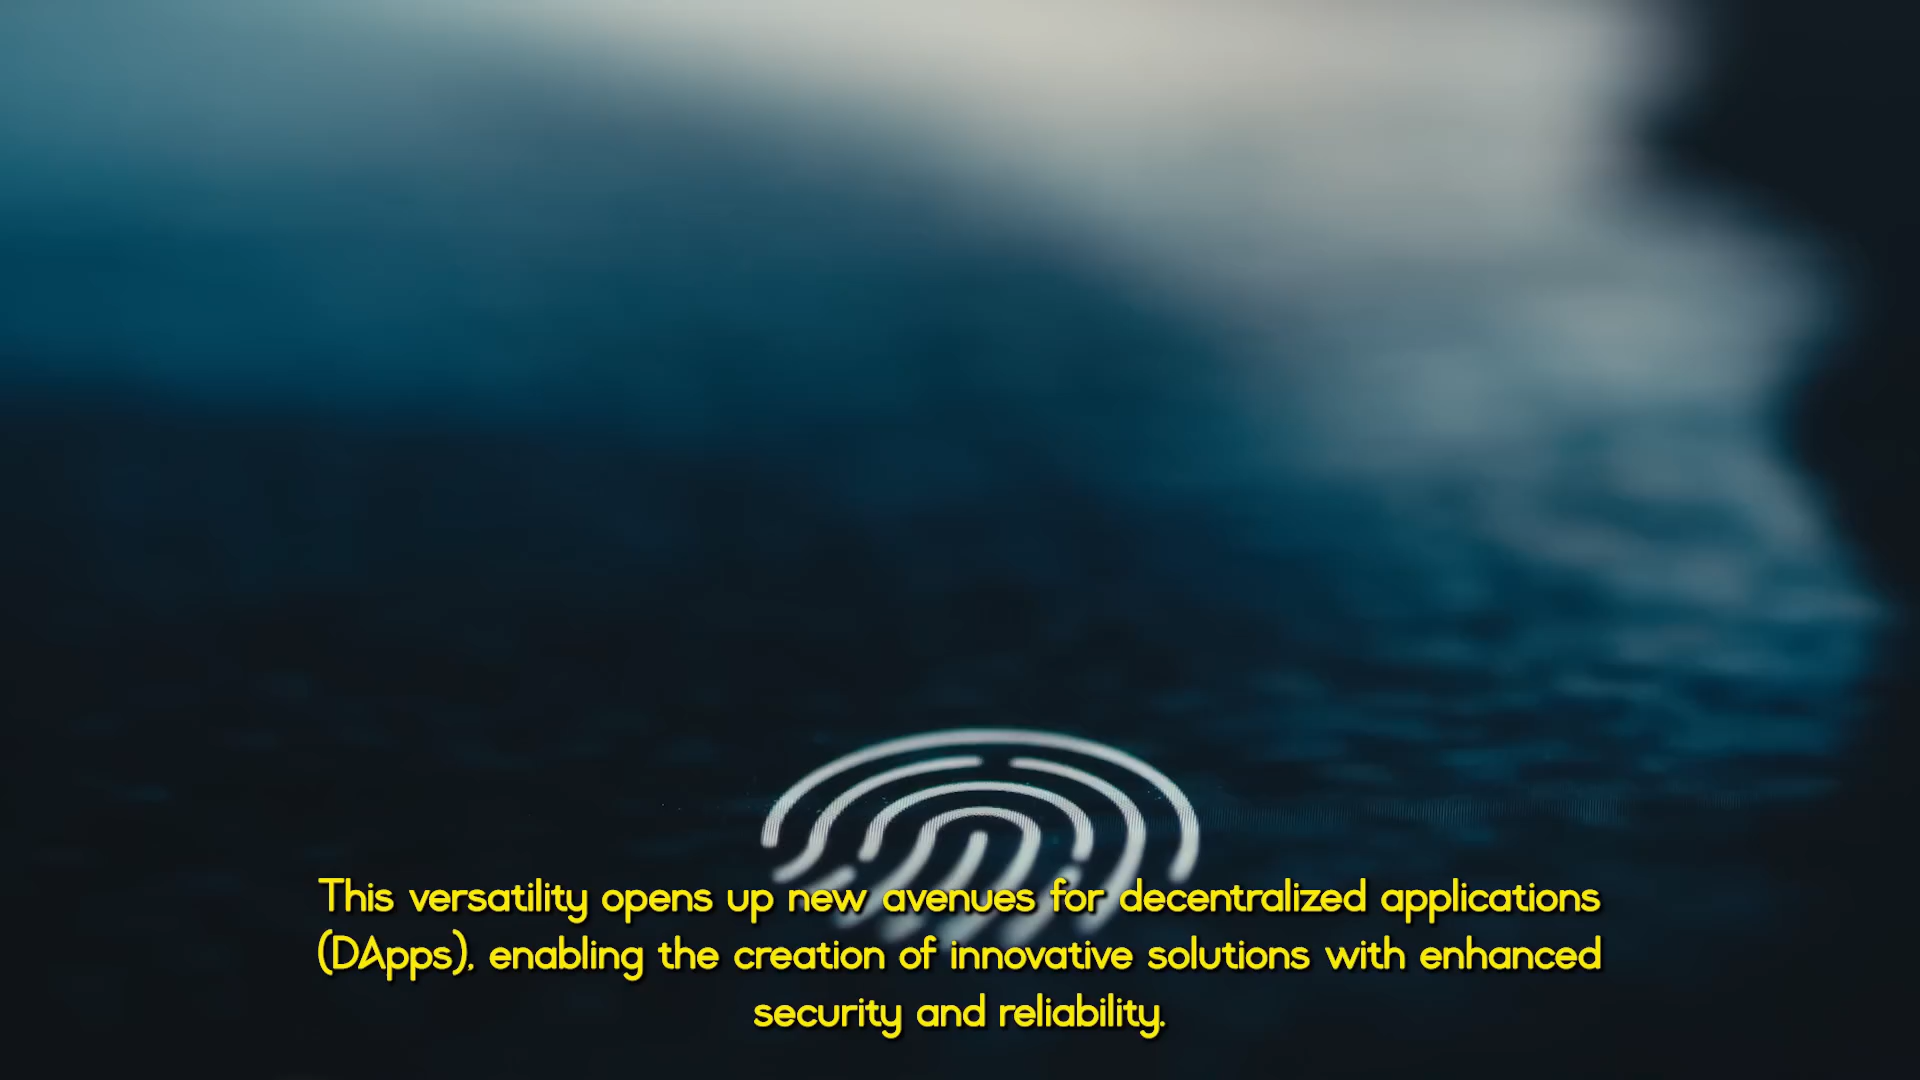 This versatility opens up new avenues for decentralized applications
(DApps), enabling the creation of innovative solutions with enhanced
security and reliability.